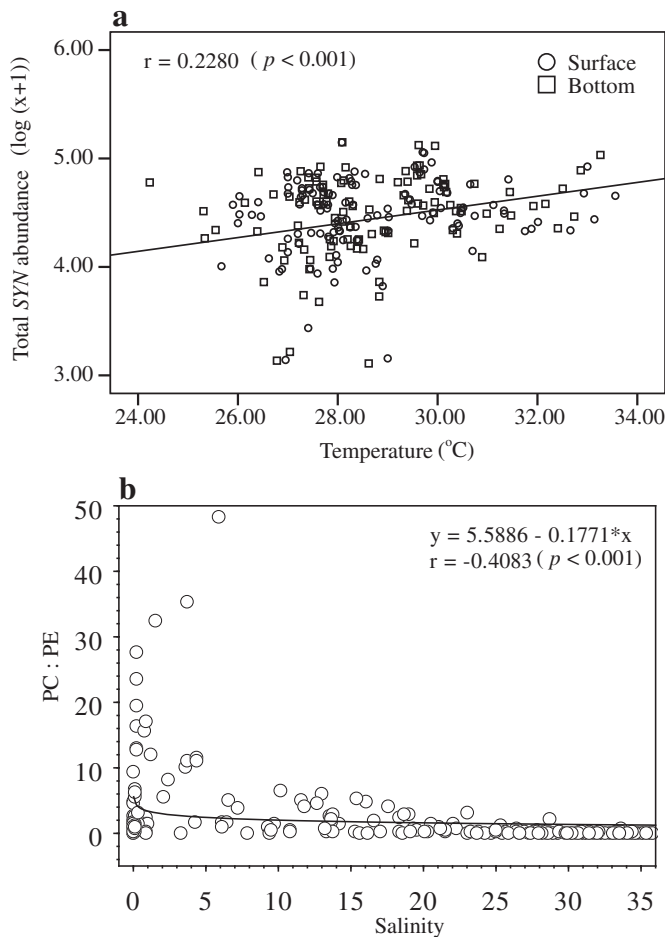 a
6.00
5.00
4.00
3.00
Total SYN abundance (log (x+1))
r = 0.2280 ( p < 0.001)
Surface
Bottom
24.00 26.00 28.00 30.00 32.00 34.00
Temperature (°C)
b
50
40
30
20
10
0
PC : PE
y = 5.5886 - 0.1771*x
r = -0.4083 ( p < 0.001)
0 5 10 15 20 25 30 35
Salinity